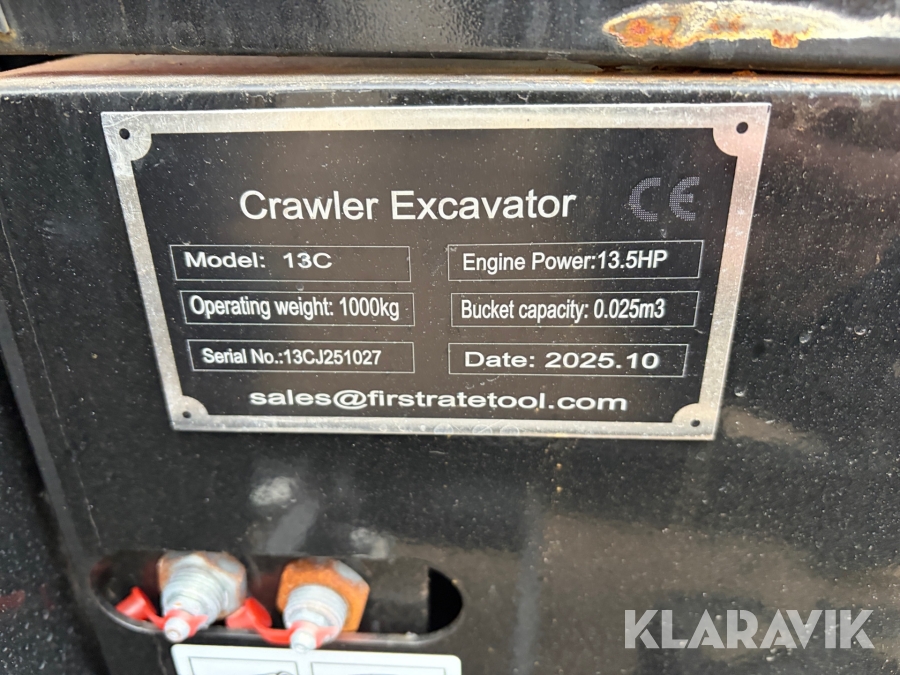 Crawler Excavator CE
Model: 13C
Engine Power:13.5HP
Operating weight: 1000kg
Bucket capacity: 0.025m3
Serial No.:13CJ251027
Date: 2025.10
sales@firstratetool.com
KLARAVIK